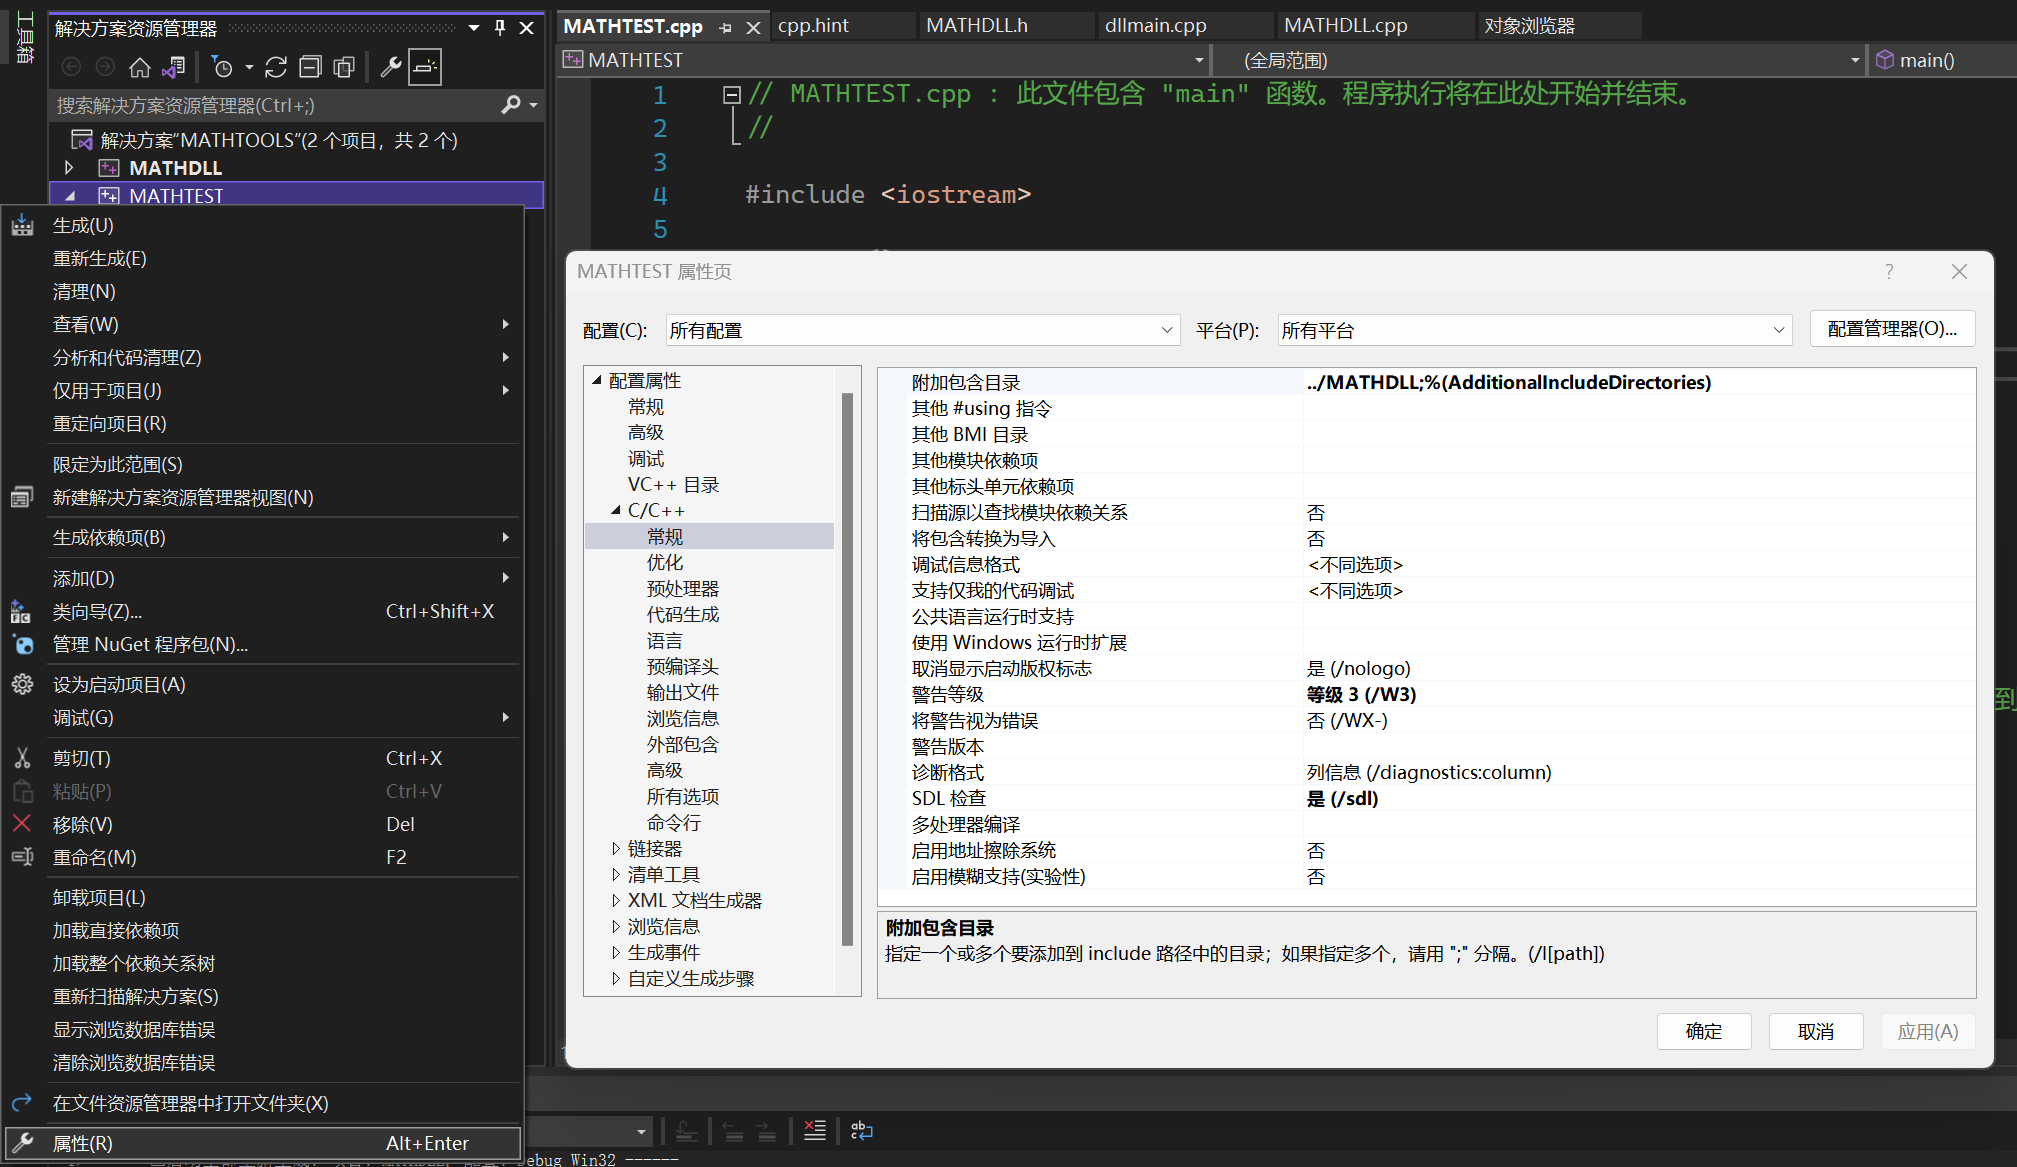 工具箱
解决方案资源管理器
搜索解决方案资源管理器(Ctrl+;)
解决方案"MATHTOOLS"(2 个项目，共 2 个)
MATHDLL
MATHTEST
生成(U)
重新生成(E)
清理(N)
查看(W)
分析和代码清理(Z)
仅用于项目(J)
重定向项目(R)
限定为此范围(S)
新建解决方案资源管理器视图(N)
生成依赖项(B)
添加(D)
类向导(Z)... Ctrl+Shift+X
管理 NuGet 程序包(N)...
设为启动项目(A)
调试(G)
剪切(T) Ctrl+X
粘贴(P) Ctrl+V
移除(V) Del
重命名(M) F2
卸载项目(L)
加载直接依赖项
加载整个依赖关系树
重新扫描解决方案(S)
显示浏览数据库错误
清除浏览数据库错误
在文件资源管理器中打开文件夹(X)
属性(R) Alt+Enter
MATHTEST.cpp cpp.hint MATHDLL.h dllmain.cpp MATHDLL.cpp 对象浏览器
MATHTEST (全局范围) main()
1 // MATHTEST.cpp : 此文件包含 "main" 函数。程序执行将在此处开始并结束。
2 //
3
4 #include <iostream>
5
MATHTEST 属性页
配置(C): 所有配置 平台(P): 所有平台 配置管理器(O)...
配置属性
常规
高级
调试
VC++ 目录
C/C++
常规
优化
预处理器
代码生成
语言
预编译头
输出文件
浏览信息
外部包含
高级
所有选项
命令行
链接器
清单工具
XML 文档生成器
浏览信息
生成事件
自定义生成步骤
附加包含目录 ../MATHDLL;%(AdditionalIncludeDirectories)
其他 #using 指令
其他 BMI 目录
其他模块依赖项
其他标头单元依赖项
扫描源以查找模块依赖关系 否
将包含转换为导入 否
调试信息格式 <不同选项>
支持仅我的代码调试 <不同选项>
公共语言运行时支持
使用 Windows 运行时扩展
取消显示启动版权标志 是 (/nologo)
警告等级 等级 3 (/W3)
将警告视为错误 否 (/WX-)
警告版本
诊断格式 列信息 (/diagnostics:column)
SDL 检查 是 (/sdl)
多处理器编译
启用地址擦除系统 否
启用模糊支持(实验性) 否
附加包含目录
指定一个或多个要添加到 include 路径中的目录；如果指定多个，请用 ";" 分隔。(/I[path])
确定 取消 应用(A)
到
Debug Win32 ------